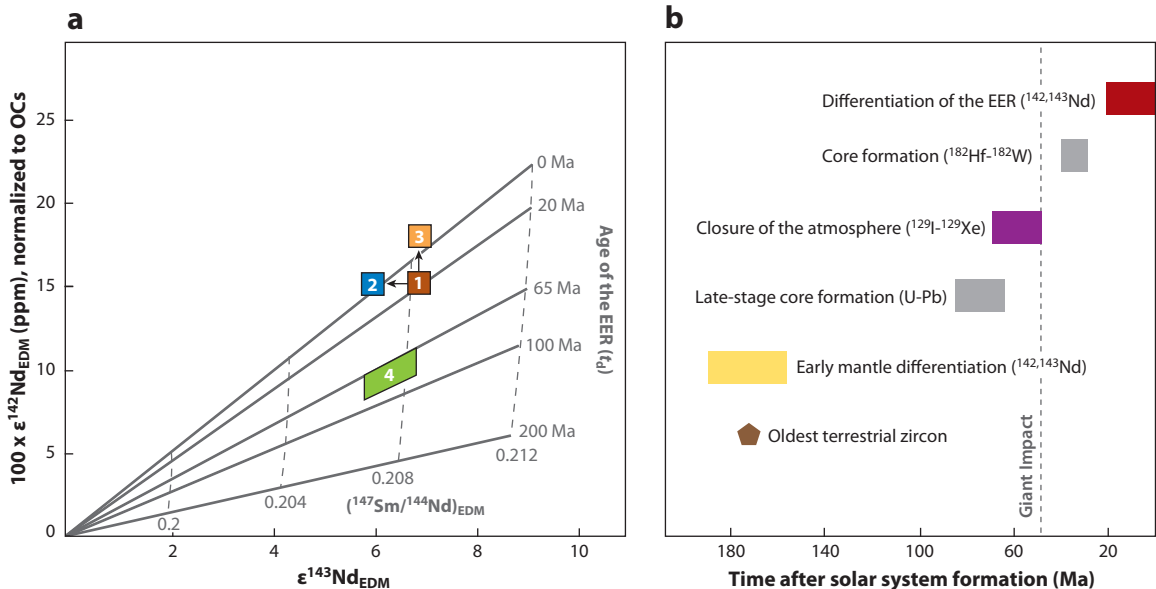 a
100 x ε¹⁴²Nd_EDM (ppm), normalized to OCs
25
20
15
10
5
0
2
4
6
8
10
ε¹⁴³Nd_EDM
0 Ma
20 Ma
65 Ma
100 Ma
200 Ma
Age of the EER (t_d)
3
2
1
4
0.2
0.204
0.208
0.212
(¹⁴⁷Sm/¹⁴⁴Nd)_EDM
b
Differentiation of the EER (¹⁴²,¹⁴³Nd)
Core formation (¹⁸²Hf-¹⁸²W)
Closure of the atmosphere (¹²⁹I-¹²⁹Xe)
Late-stage core formation (U-Pb)
Early mantle differentiation (¹⁴²,¹⁴³Nd)
Oldest terrestrial zircon
Giant Impact
180
140
100
60
20
Time after solar system formation (Ma)